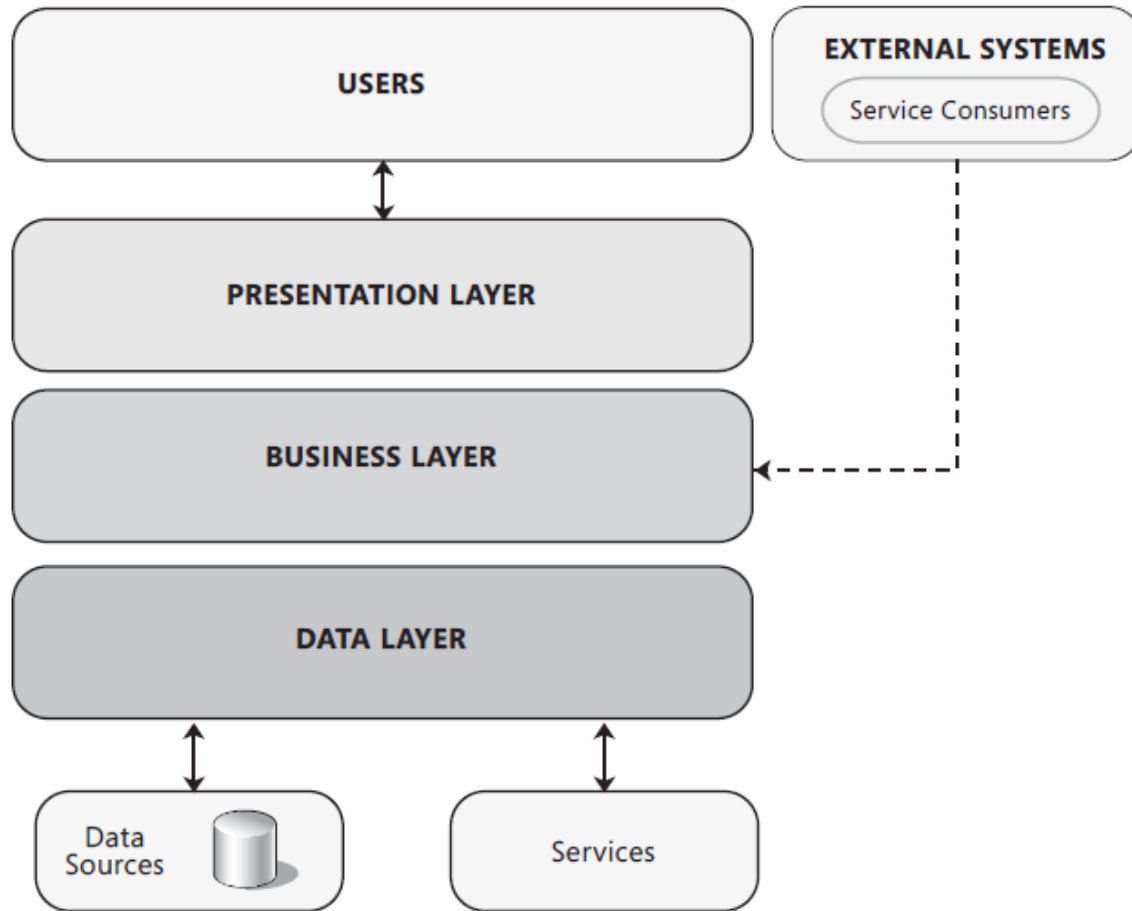 USERS
EXTERNAL SYSTEMS
Service Consumers
PRESENTATION LAYER
BUSINESS LAYER
DATA LAYER
Data
Sources
Services